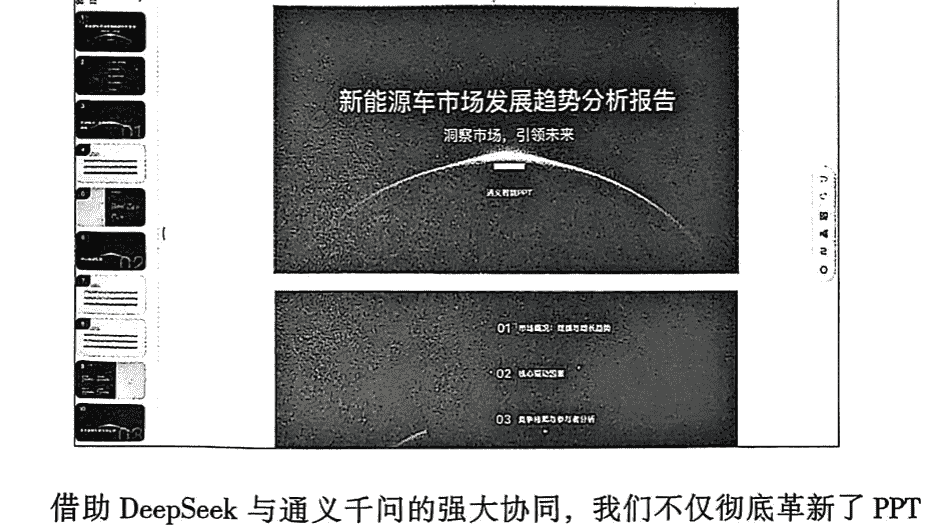 新能源车市场发展趋势分析报告
洞察市场，引领未来
通义智能PPT
01 市场概况：规模与增长趋势
02 核心驱动因素
03 竞争格局与参与者分析
借助 DeepSeek 与通义千问的强大协同，我们不仅彻底革新了 PPT